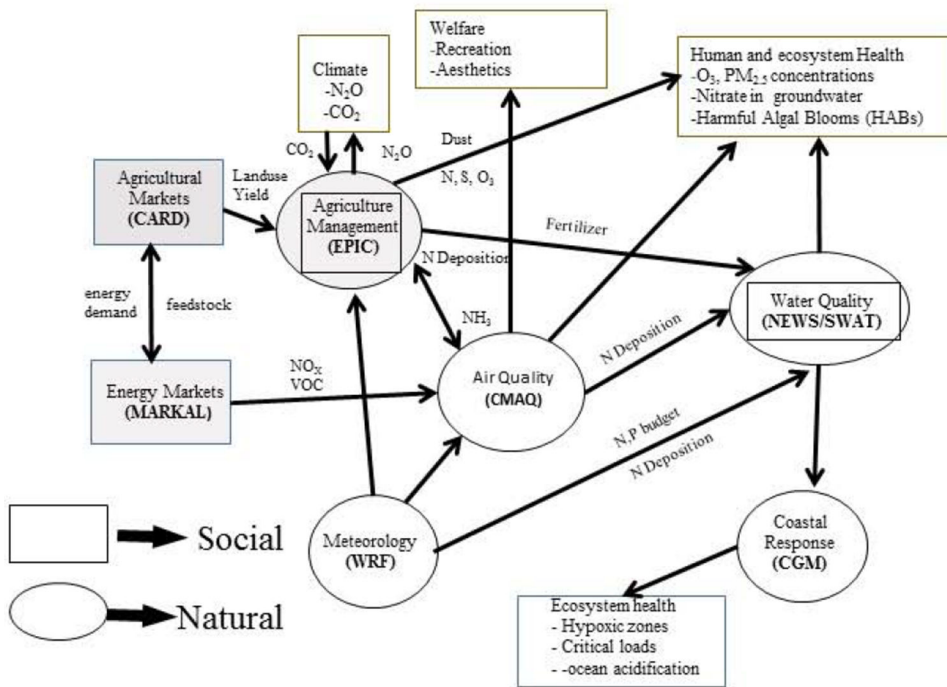 Welfare
-Recreation
-Aesthetics
Human and ecosystem Health
-O₃, PM₂.₅ concentrations
-Nitrate in groundwater
-Harmful Algal Blooms (HABs)
Climate
-N₂O
-CO₂
CO₂
N₂O
Dust
N, S, O₃
Agricultural
Markets
(CARD)
Landuse
Yield
Agriculture
Management
(EPIC)
Fertilizer
N Deposition
energy
demand
feedstock
NH₃
Water Quality
(NEWS/SWAT)
N Deposition
NOₓ
VOC
Energy Markets
(MARKAL)
Air Quality
(CMAQ)
N,P budget
N Deposition
Meteorology
(WRF)
Coastal
Response
(CGM)
Social
Natural
Ecosystem health
- Hypoxic zones
- Critical loads
- -ocean acidification